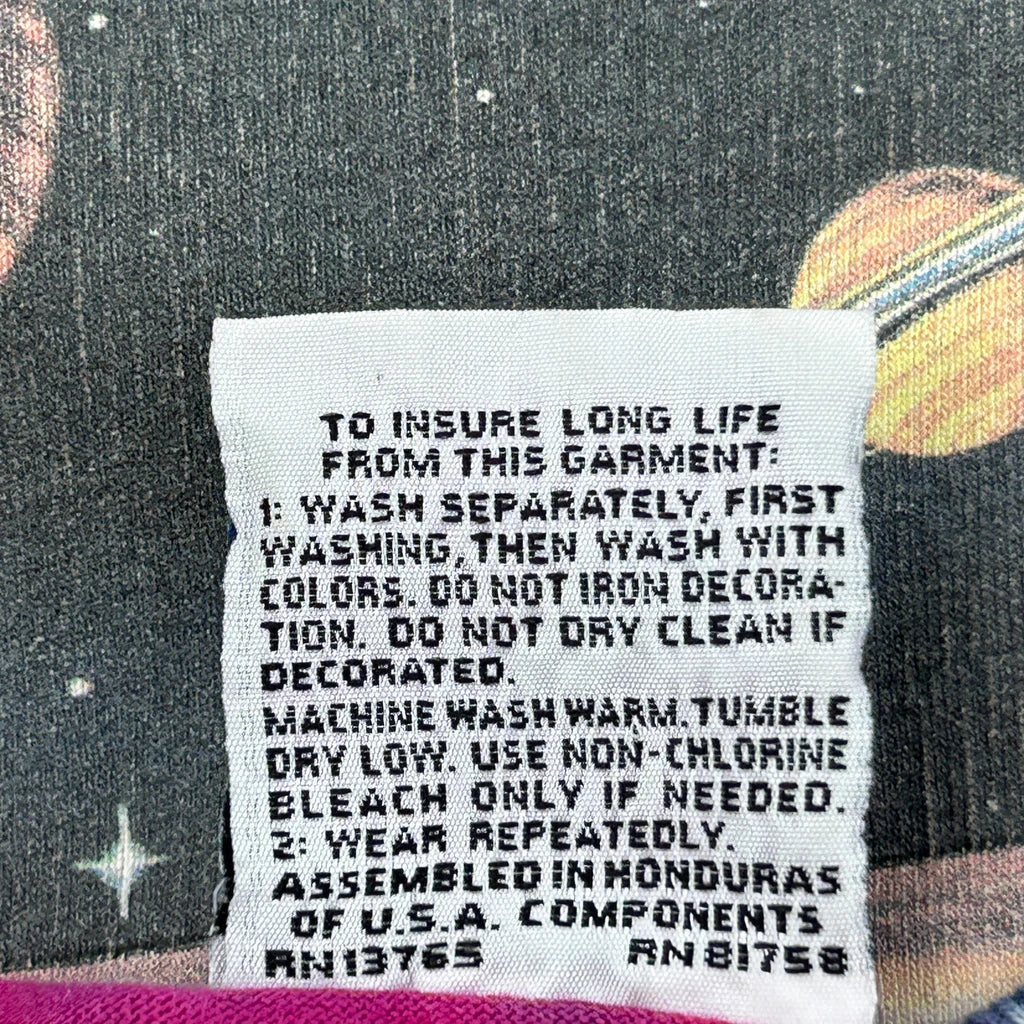 TO INSURE LONG LIFE
FROM THIS GARMENT:
1: WASH SEPARATELY, FIRST
WASHING, THEN WASH WITH
COLORS. DO NOT IRON DECORA-
TION. DO NOT DRY CLEAN IF
DECORATED.
MACHINE WASH WARM. TUMBLE
DRY LOW. USE NON-CHLORINE
BLEACH ONLY IF NEEDED.
2: WEAR REPEATEDLY.
ASSEMBLED IN HONDURAS
OF U.S.A. COMPONENTS
RN13765 RN81758